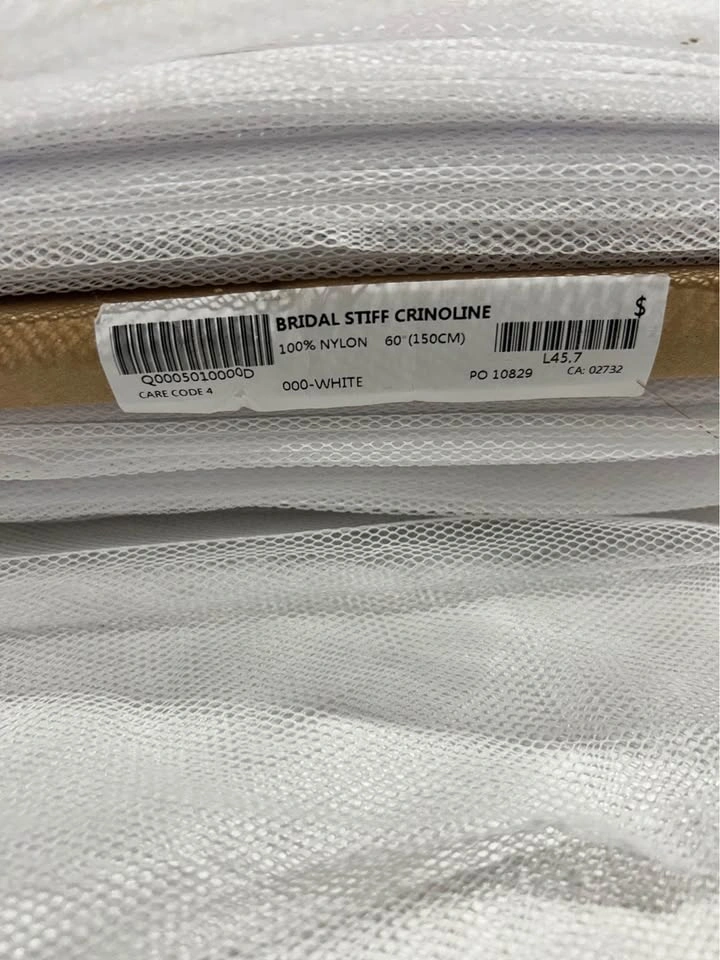 BRIDAL STIFF CRINOLINE
$
100% NYLON 60"(150CM)
Q0005010000D
L45.7
CARE CODE 4
000-WHITE
PO 10829
CA: 02732